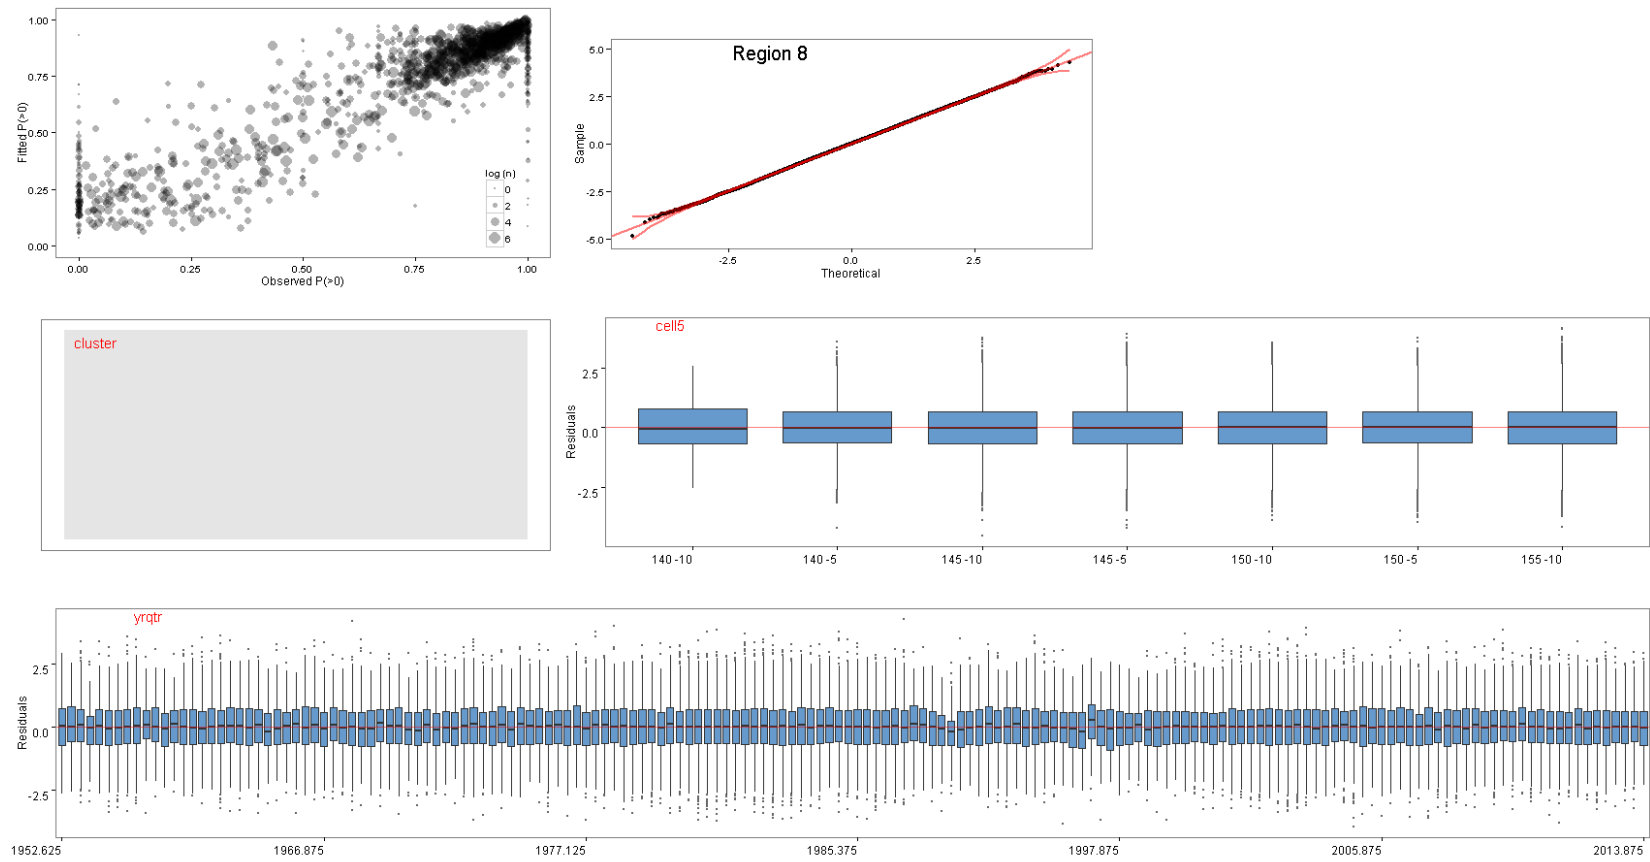 1.00
0.75
0.50
0.25
0.00
Fitted P(>0)
log(n)
0
2
4
6
0.00 0.25 0.50 0.75 1.00
Observed P(>0)
Region 8
5.0
2.5
0.0
-2.5
-5.0
Sample
-2.5 0.0 2.5
Theoretical
cluster
cell5
2.5
0.0
-2.5
Residuals
140-10 140-5 145-10 145-5 150-10 150-5 155-10
yrqtr
2.5
0.0
-2.5
Residuals
1952.625 1966.875 1977.125 1985.375 1997.875 2005.875 2013.875